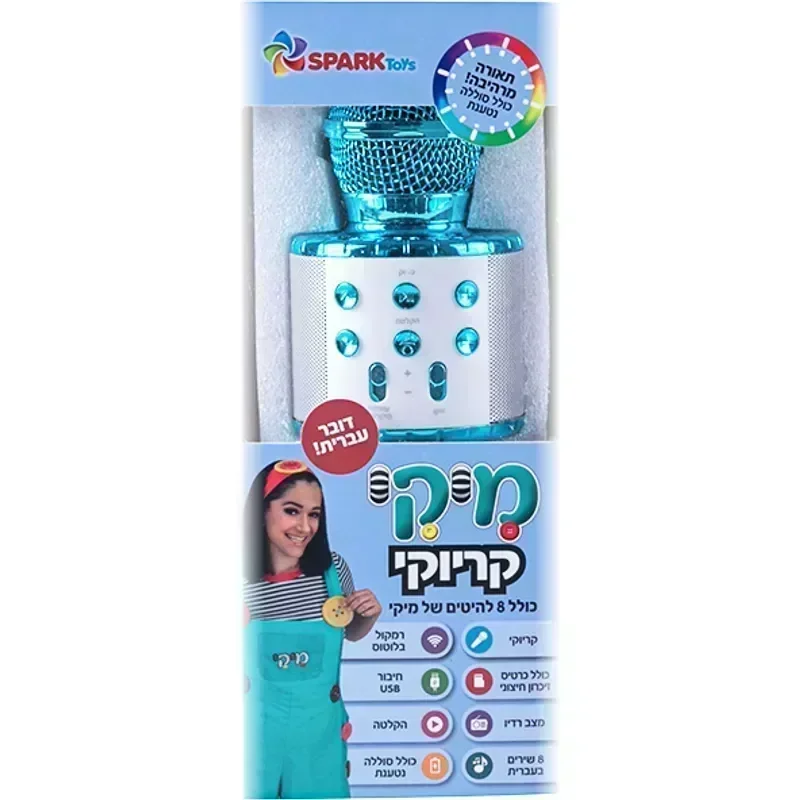 SPARK Toys
תאורה
מרהיבה!
כולל סוללה
נטענת
הקלטה
+
-
דובר
עברית!
מיקי
קריוקי
כולל 8 להיטים של מיקי
קריוקי
רמקול
בלוטוס
כולל כרטיס
זיכרון חיצוני
חיבור
USB
מצב רדיו
הקלטה
8 שירים
בעברית
כולל סוללה
נטענת
מיקי